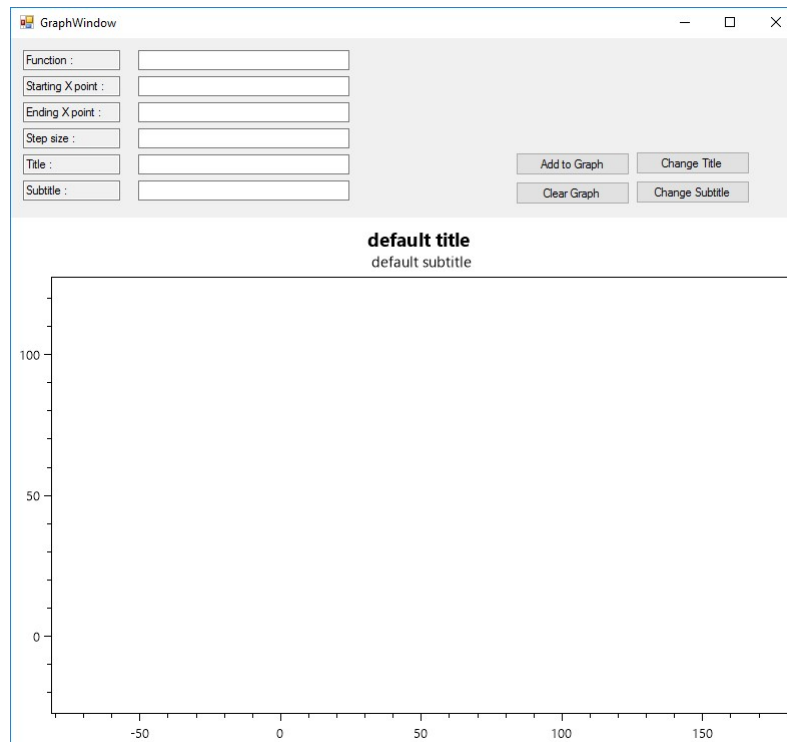 GraphWindow
Function :
Starting X point :
Ending X point :
Step size :
Title :
Add to Graph
Change Title
Subtitle :
Clear Graph
Change Subtitle
default title
default subtitle
100
50
0
-50 0 50 100 150